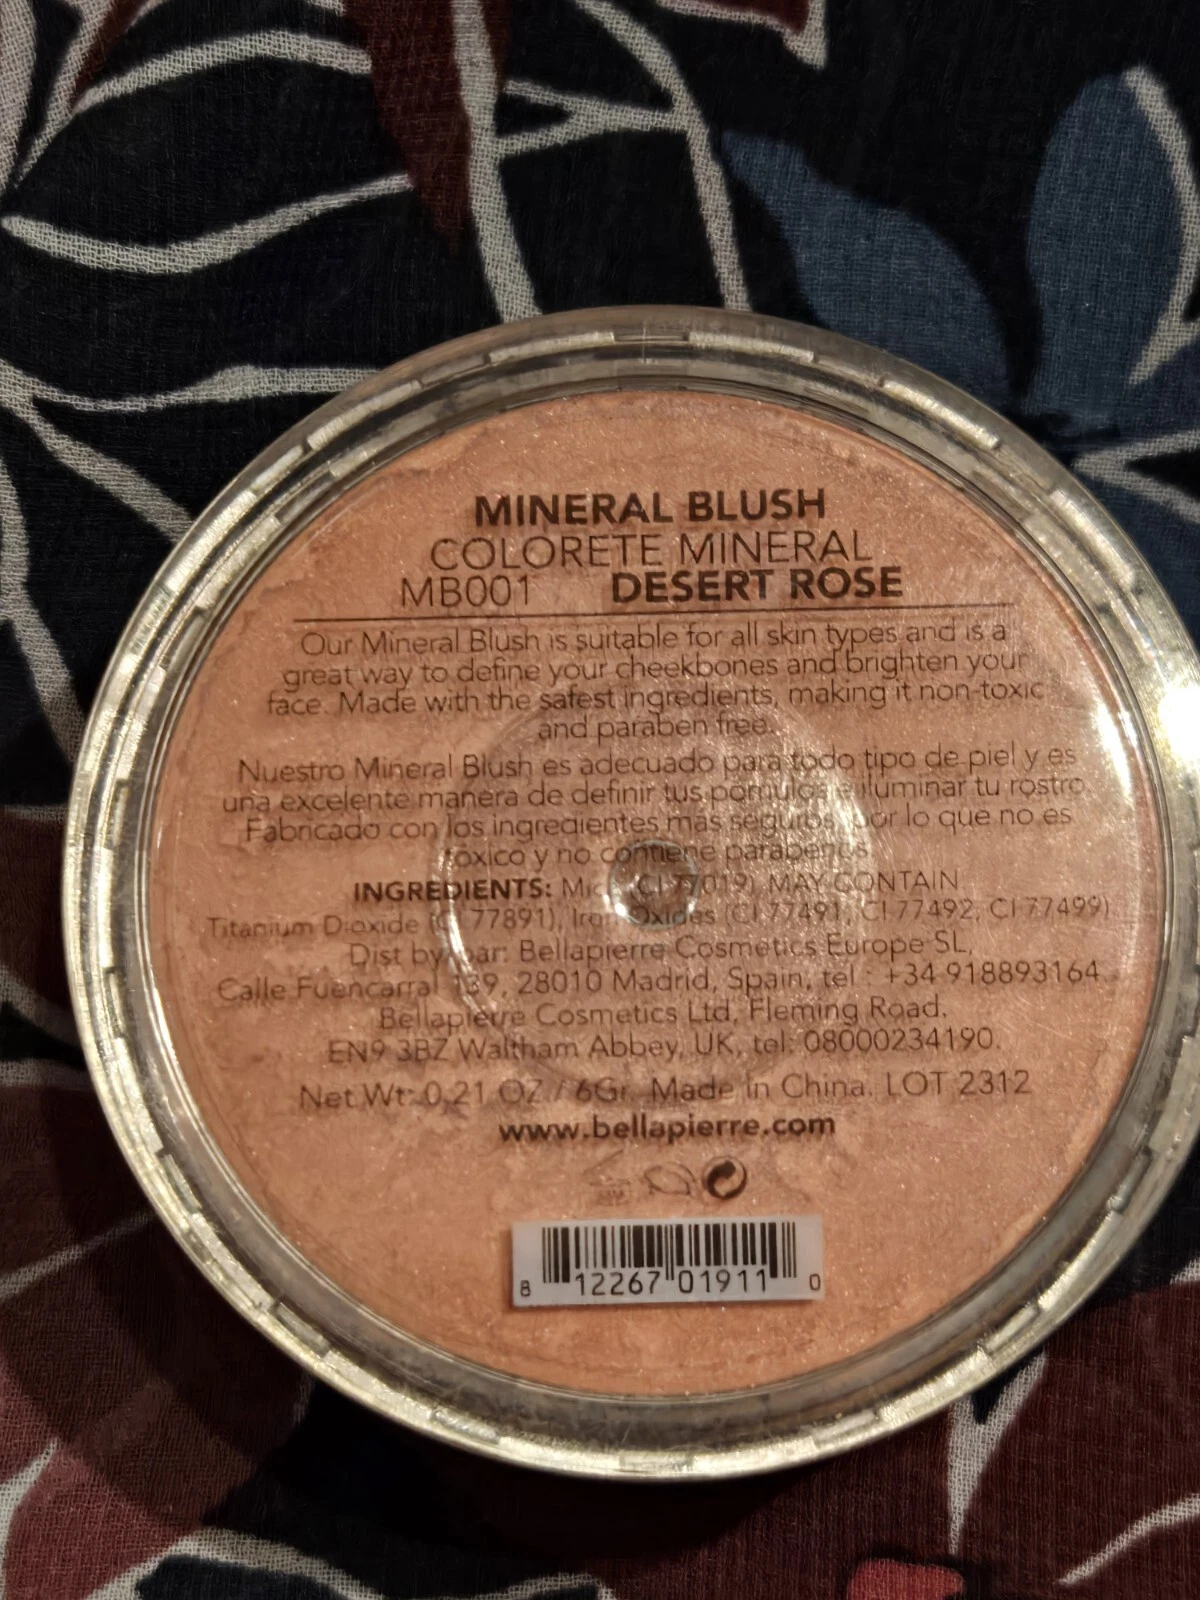 MINERAL BLUSH
COLORETE MINERAL
MB001 DESERT ROSE
Our Mineral Blush is suitable for all skin types and is a
great way to define your cheekbones and brighten your
face. Made with the safest ingredients, making it non-toxic
and paraben free.
Nuestro Mineral Blush es adecuado para todo tipo de piel y es
una excelente manera de definir tus pómulos e iluminar tu rostro.
Fabricado con los ingredientes más seguros, por lo que no es
tóxico y no contiene parabenos.
INGREDIENTS: Mica (CI 77019) MAY CONTAIN
Titanium Dioxide (CI 77891), Iron Oxides (CI 77491, CI 77492, CI 77499)
Dist by/par: Bellapierre Cosmetics Europe SL,
Calle Fuencarral 139, 28010 Madrid, Spain, tel : +34 918893164
Bellapierre Cosmetics Ltd, Fleming Road.
EN9 3BZ Waltham Abbey, UK, tel: 08000234190.
Net Wt: 0.21 OZ / 6Gr. Made in China. LOT 2312
www.bellapierre.com
8 12267 01911 0